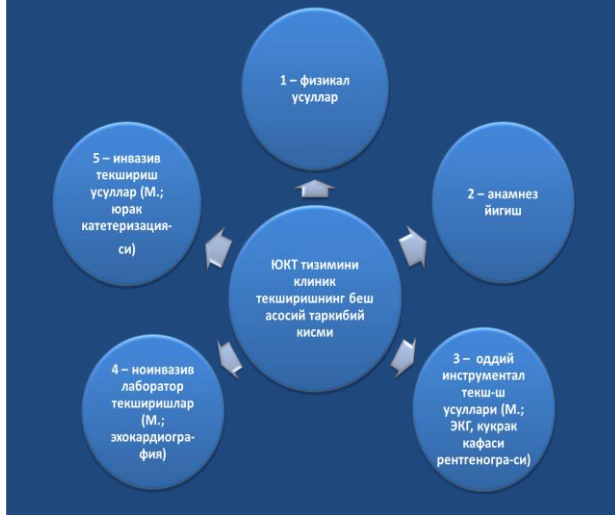 1 – физикал
усуллар
5 – инвазив
текшириш
усуллар (М.;
юрак
катетеризация-
си)
2 – анамнез
йигиш
ЮКТ тизимини
клиник
текширишнинг беш
асосий таркибий
кисми
4 – ноинвазив
лаборатор
текширишлар
(М.;
эхокардиогра-
фия)
3 – оддий
инструментал
текш-ш
усуллари (М.;
ЭКГ, кукрак
кафаси
рентгеногра-си)